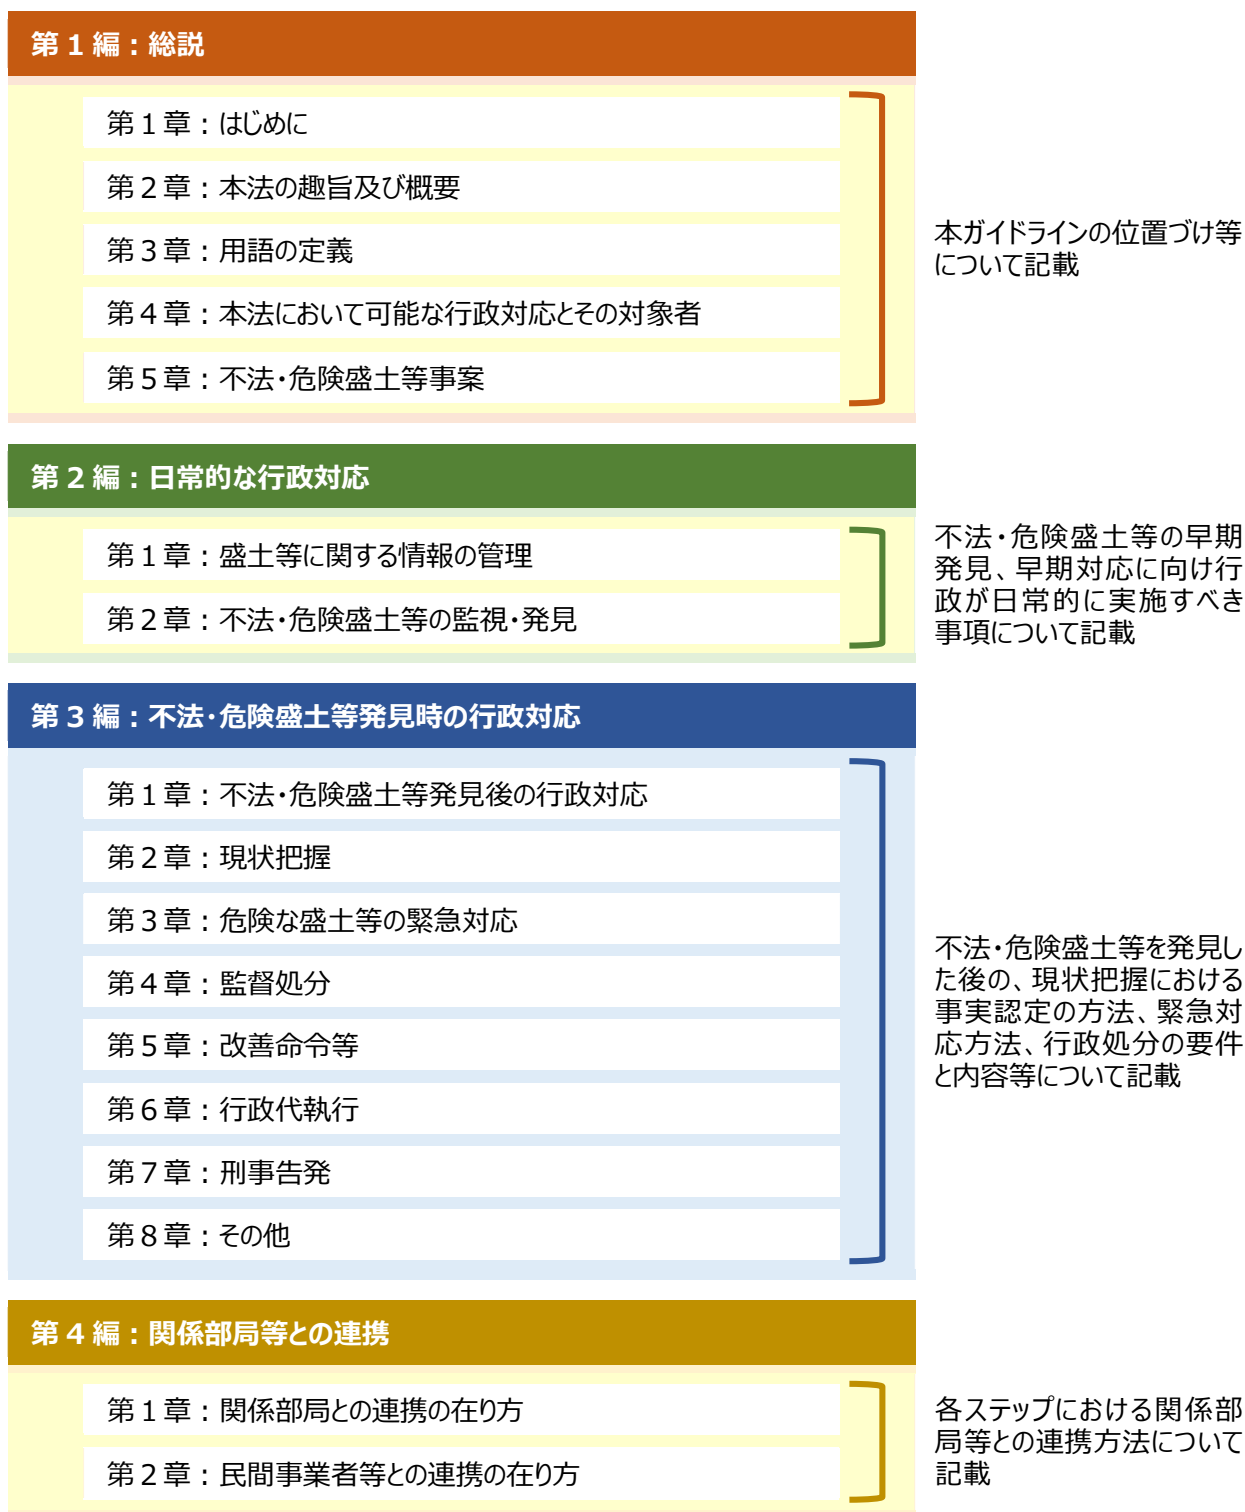 第1編：総説
第1章：はじめに
第2章：本法の趣旨及び概要
第3章：用語の定義
第4章：本法において可能な行政対応とその対象者
第5章：不法・危険盛土等事案
本ガイドラインの位置づけ等
について記載
第2編：日常的な行政対応
第1章：盛土等に関する情報の管理
第2章：不法・危険盛土等の監視・発見
不法・危険盛土等の早期
発見、早期対応に向け行
政が日常的に実施すべき
事項について記載
第3編：不法・危険盛土等発見時の行政対応
第1章：不法・危険盛土等発見後の行政対応
第2章：現状把握
第3章：危険な盛土等の緊急対応
第4章：監督処分
第5章：改善命令等
第6章：行政代執行
第7章：刑事告発
第8章：その他
不法・危険盛土等を発見し
た後の、現状把握における
事実認定の方法、緊急対
応方法、行政処分の要件
と内容等について記載
第4編：関係部局等との連携
第1章：関係部局との連携の在り方
第2章：民間事業者等との連携の在り方
各ステップにおける関係部
局等との連携方法について
記載